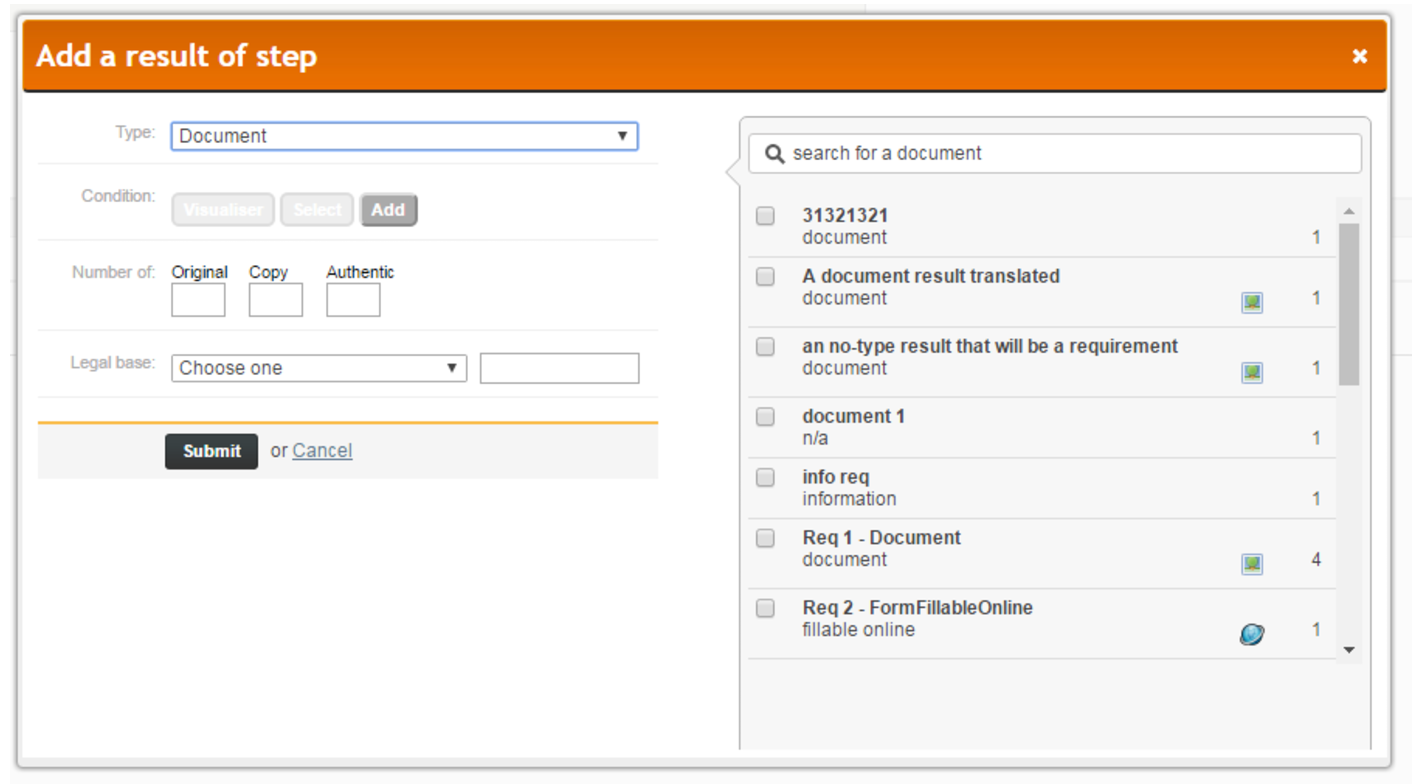 Add a result of step
Type: Document
Condition: Visualiser Select Add
Number of: Original Copy Authentic
Legal base: Choose one
Submit or Cancel
search for a document
31321321
document 1
A document result translated
document 1
an no-type result that will be a requirement
document 1
document 1
n/a 1
info req
information 1
Req 1 - Document
document 4
Req 2 - FormFillableOnline
fillable online 1